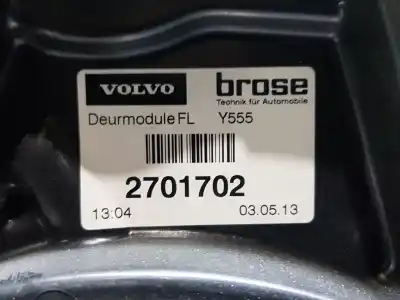 VOLVO brose
Technik für Automobile
Deurmodule FL Y555
2701702
13:04 03.05.13